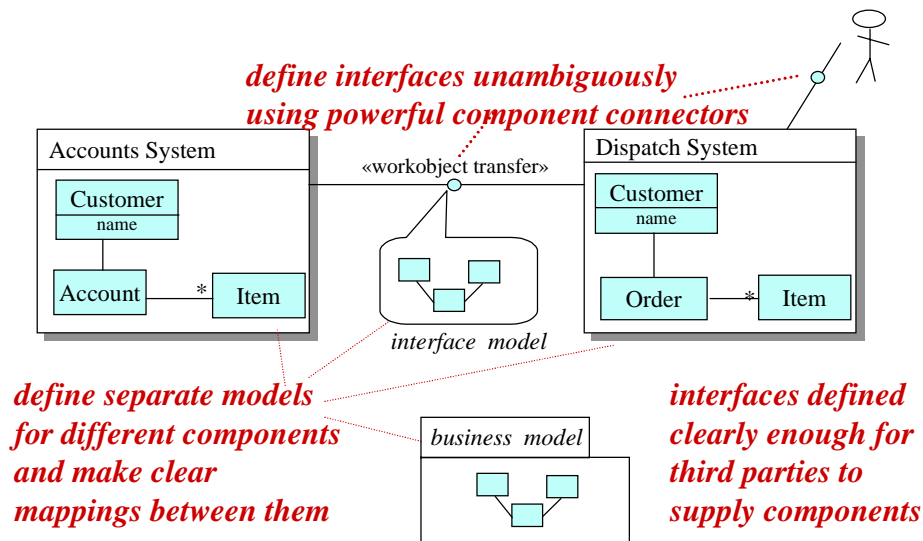 define interfaces unambiguously
using powerful component connectors
Accounts System
Customer
name
Account
*
Item
«workobject transfer»
interface model
Dispatch System
Customer
name
Order
*
Item
define separate models
for different components
and make clear
mappings between them
business model
interfaces defined
clearly enough for
third parties to
supply components